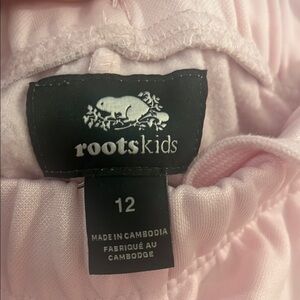 rootskids
12
MADE IN CAMBODIA
FABRIQUÉ AU
CAMBODGE